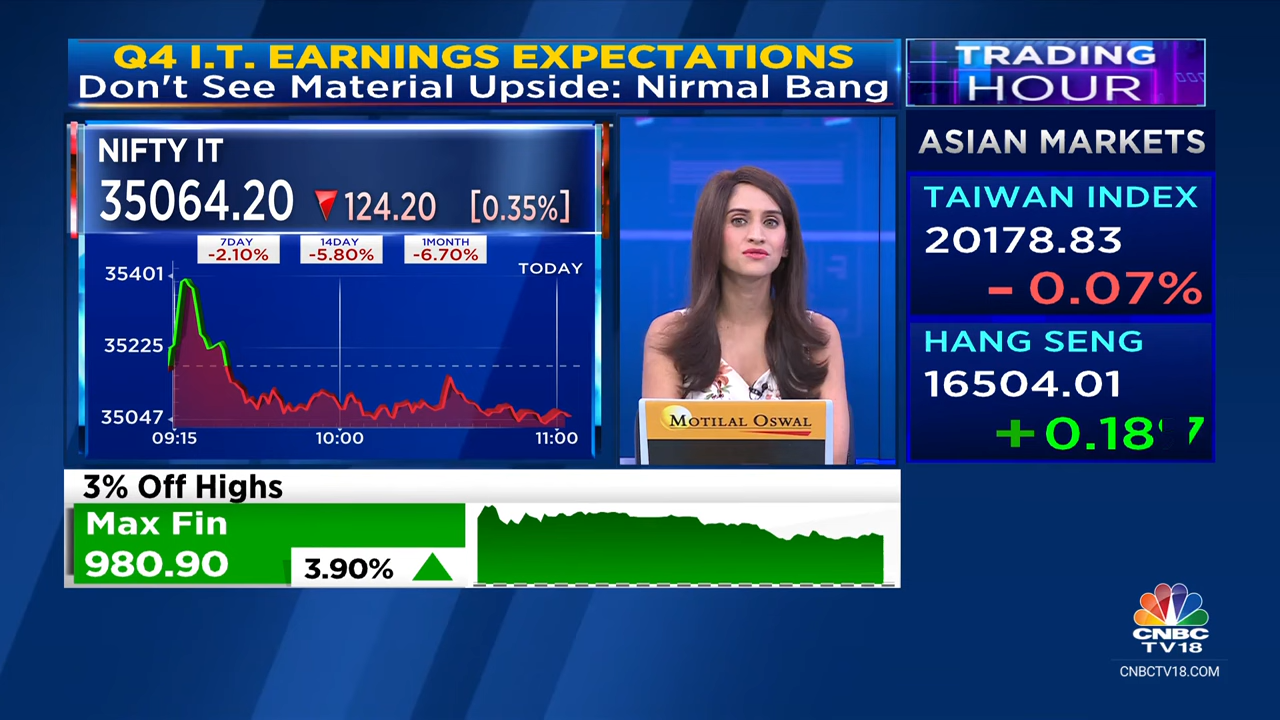 Q4 I.T. EARNINGS EXPECTATIONS
Don't See Material Upside: Nirmal Bang
TRADING
HOUR
NIFTY IT
35064.20 ▼ 124.20 [0.35%]
7DAY
-2.10%
14DAY
-5.80%
1MONTH
-6.70%
TODAY
35401
35225
35047
09:15 10:00 11:00
MOTILAL OSWAL
ASIAN MARKETS
TAIWAN INDEX
20178.83
- 0.07%
HANG SENG
16504.01
+0.18
3% Off Highs
Max Fin
980.90 3.90% ▲
CNBC
TV18
CNBCTV18.COM